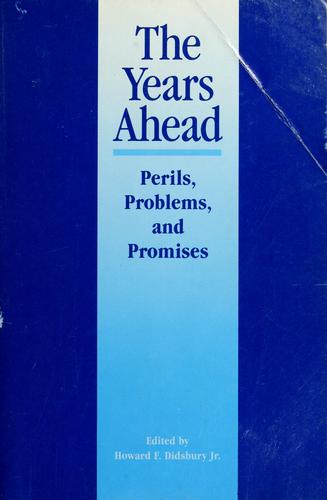 The
Years
Ahead
Perils,
Problems,
and
Promises
Edited by
Howard F. Didsbury Jr.